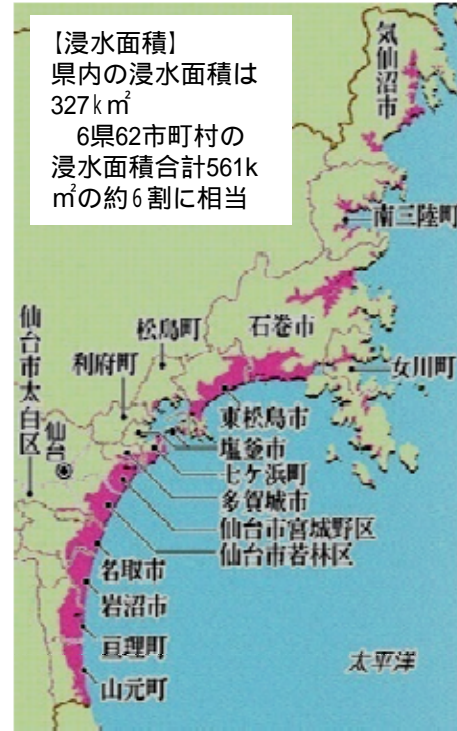 【浸水面積】
県内の浸水面積は
327k㎡
6県62市町村の
浸水面積合計561k
㎡の約6割に相当
気仙沼市
南三陸町
石巻市
松島町
利府町
女川町
仙台市太白区
仙台
東松島市
塩釜市
七ケ浜町
多賀城市
仙台市宮城野区
仙台市若林区
名取市
岩沼市
亘理町
山元町
太平洋